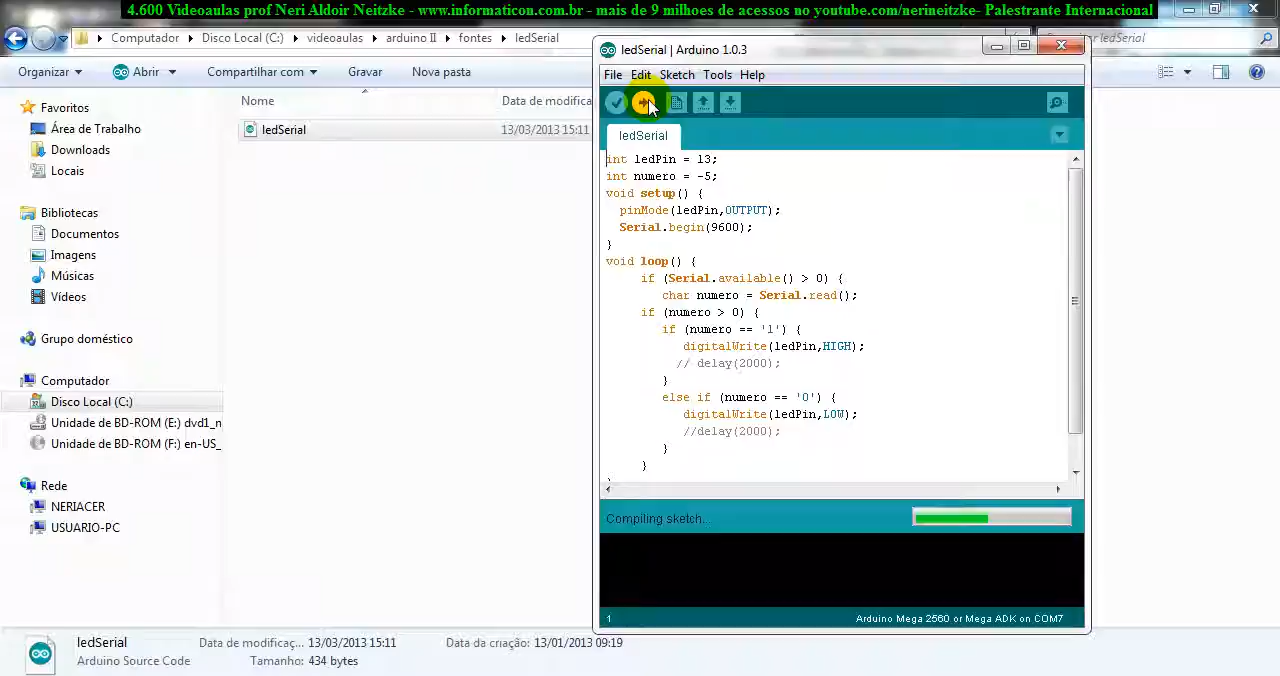 4.600 Videoaulas prof Neri Aldoir Neitzke - www.informaticon.com.br - mais de 9 milhoes de acessos no youtube.com/nerineitzke- Palestrante Internacional
Computador Disco Local (C:) videoaulas arduino II fontes ledSerial
ledSerial
Organizar Abrir Compartilhar com Gravar Nova pasta
Favoritos
Área de Trabalho
Downloads
Locais
Bibliotecas
Documentos
Imagens
Músicas
Vídeos
Grupo doméstico
Computador
Disco Local (C:)
Unidade de BD-ROM (E:) dvd1_n
Unidade de BD-ROM (F:) en-US_
Rede
NERIACER
USUARIO-PC
Nome Data de modifica
ledSerial 13/03/2013 15:11
ledSerial | Arduino 1.0.3
File Edit Sketch Tools Help
ledSerial
int ledPin = 13;
int numero = -5;
void setup() {
pinMode(ledPin,OUTPUT);
Serial.begin(9600);
}
void loop() {
if (Serial.available() > 0) {
char numero = Serial.read();
if (numero > 0) {
if (numero == '1') {
digitalWrite(ledPin,HIGH);
// delay(2000);
}
else if (numero == '0') {
digitalWrite(ledPin,LOW);
//delay(2000);
}
}
Compiling sketch...
1 Arduino Mega 2560 or Mega ADK on COM7
ledSerial Data de modificaç... 13/03/2013 15:11 Data da criação: 13/01/2013 09:19
Arduino Source Code Tamanho: 434 bytes